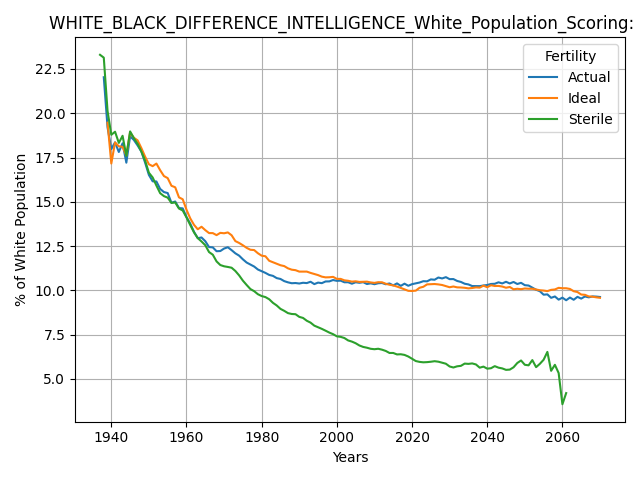 WHITE_BLACK_DIFFERENCE_INTELLIGENCE_White_Population_Scoring:
Fertility
Actual
Ideal
Sterile
% of White Population
22.5
20.0
17.5
15.0
12.5
10.0
7.5
5.0
1940
1960
1980
2000
2020
2040
2060
Years